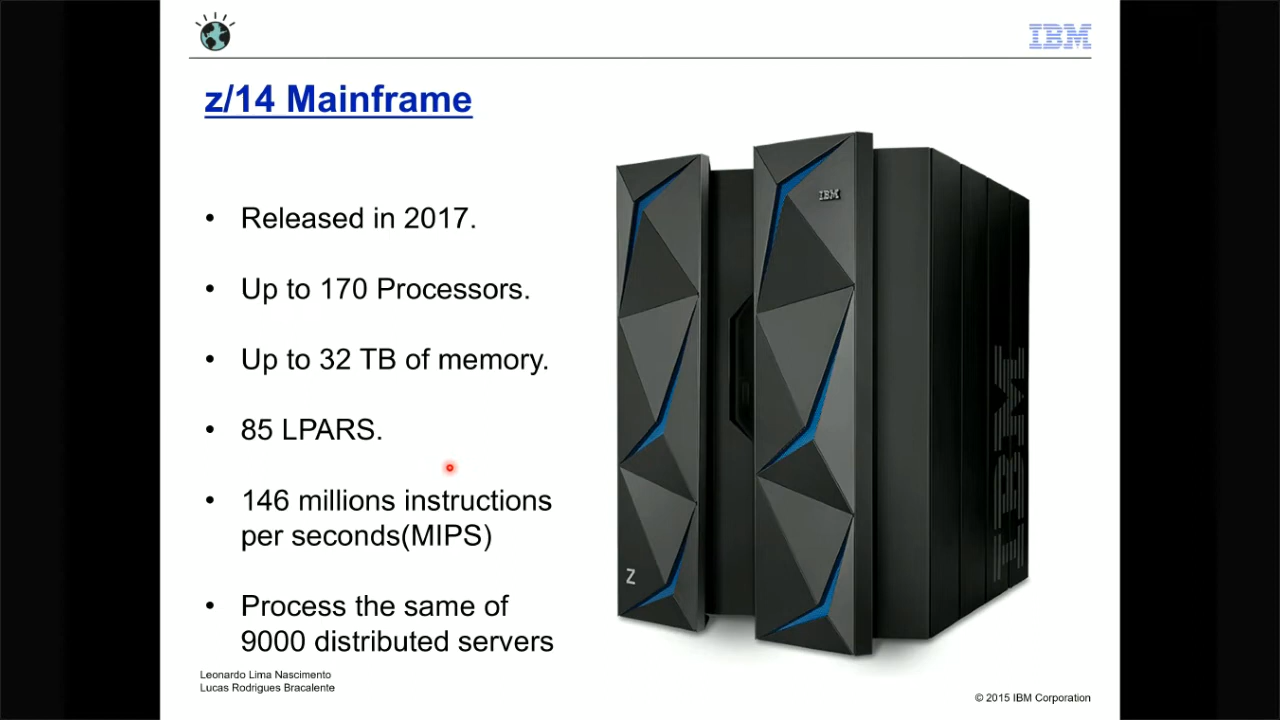 IBM
z/14 Mainframe
• Released in 2017.
• Up to 170 Processors.
• Up to 32 TB of memory.
• 85 LPARS.
• 146 millions instructions
per seconds(MIPS)
• Process the same of
9000 distributed servers
IBM
IBM
Z
Leonardo Lima Nascimento
Lucas Rodrigues Bracalente
© 2015 IBM Corporation